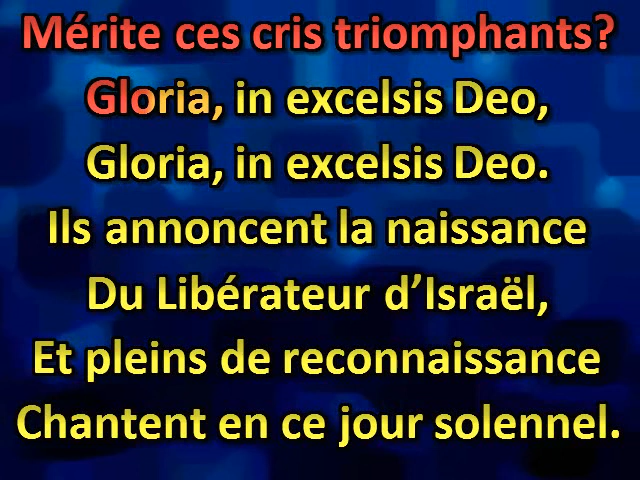 Mérite ces cris triomphants?
Gloria, in excelsis Deo,
Gloria, in excelsis Deo.
Ils annoncent la naissance
Du Libérateur d’Israël,
Et pleins de reconnaissance
Chantent en ce jour solennel.